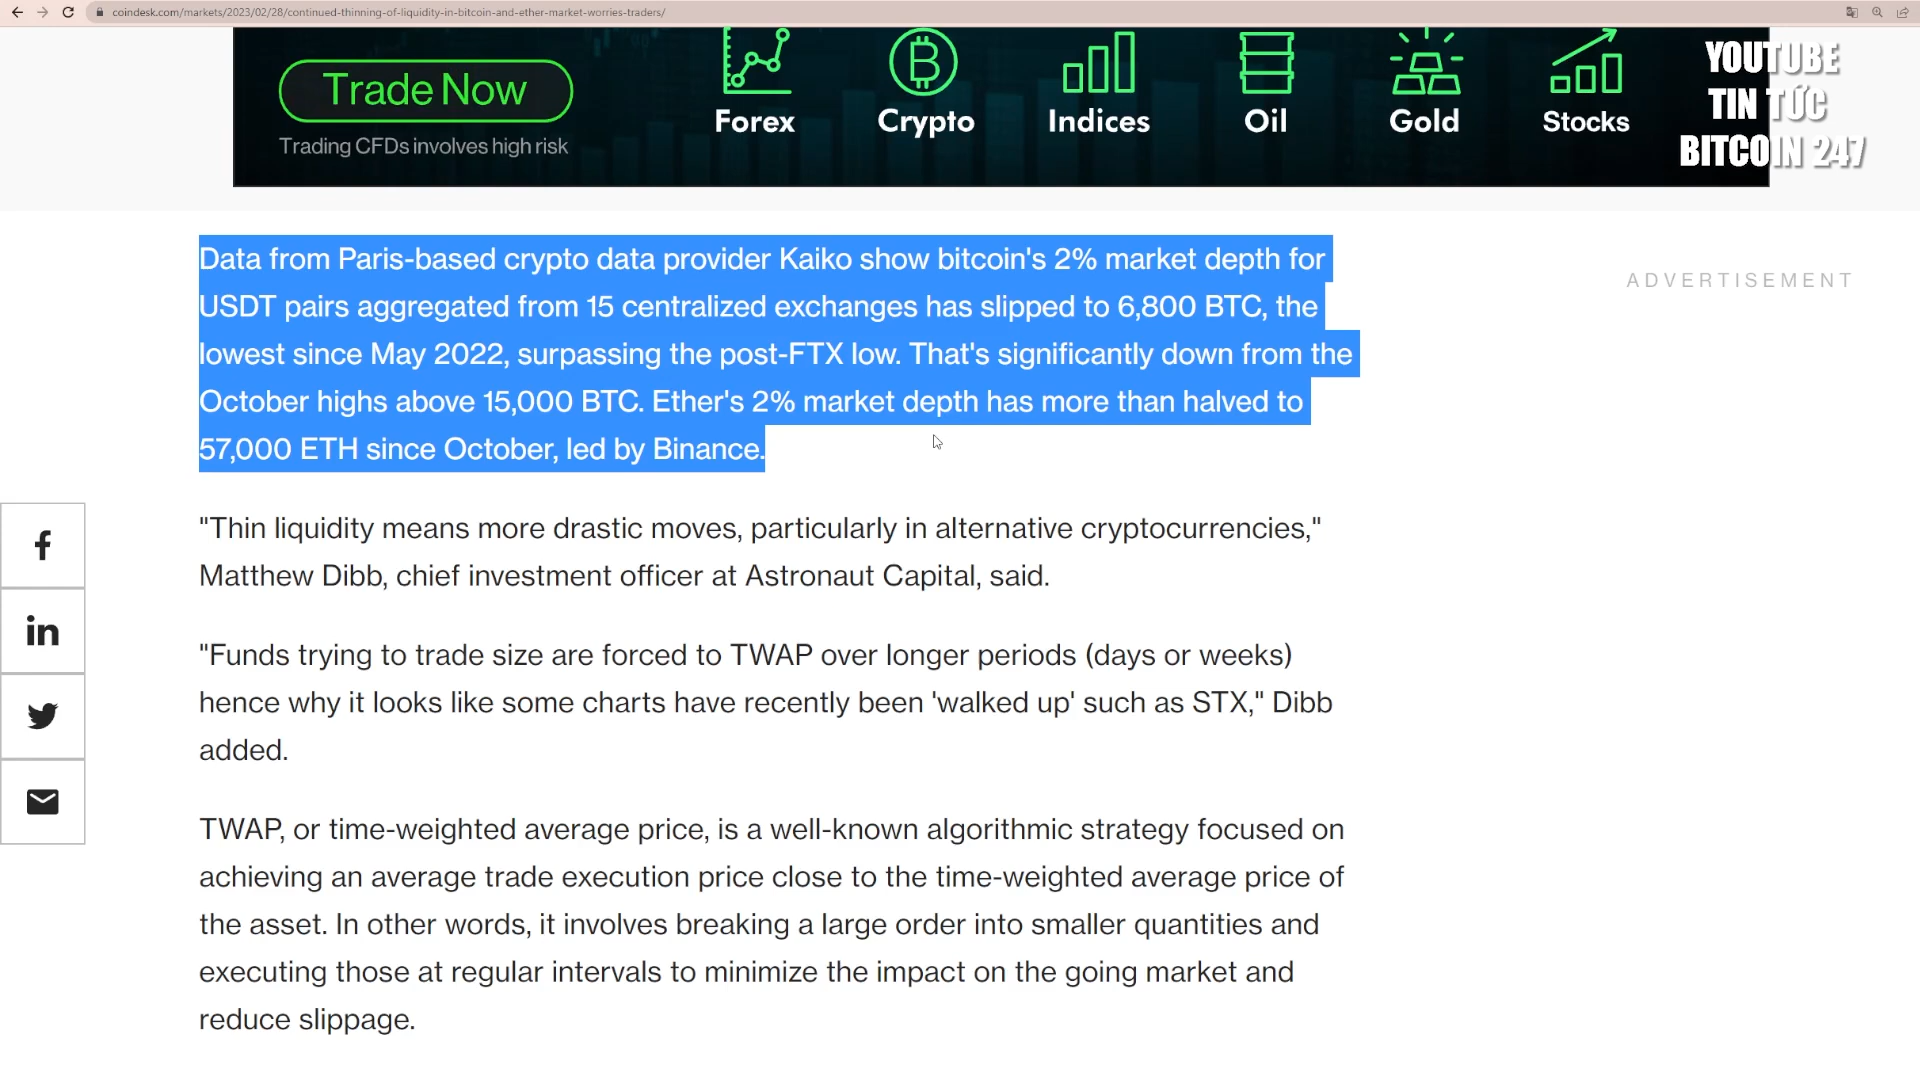 coindesk.com/markets/2023/02/28/continued-thinning-of-liquidity-in-bitcoin-and-ether-market-worries-traders/
Trade Now
Trading CFDs involves high risk
Forex
Crypto
Indices
Oil
Gold
Stocks
YOUTUBE
TIN TỨC
BITCOIN 247
Data from Paris-based crypto data provider Kaiko show bitcoin's 2% market depth for
USDT pairs aggregated from 15 centralized exchanges has slipped to 6,800 BTC, the
lowest since May 2022, surpassing the post-FTX low. That's significantly down from the
October highs above 15,000 BTC. Ether's 2% market depth has more than halved to
57,000 ETH since October, led by Binance.
ADVERTISEMENT
"Thin liquidity means more drastic moves, particularly in alternative cryptocurrencies,"
Matthew Dibb, chief investment officer at Astronaut Capital, said.
"Funds trying to trade size are forced to TWAP over longer periods (days or weeks)
hence why it looks like some charts have recently been 'walked up' such as STX," Dibb
added.
TWAP, or time-weighted average price, is a well-known algorithmic strategy focused on
achieving an average trade execution price close to the time-weighted average price of
the asset. In other words, it involves breaking a large order into smaller quantities and
executing those at regular intervals to minimize the impact on the going market and
reduce slippage.